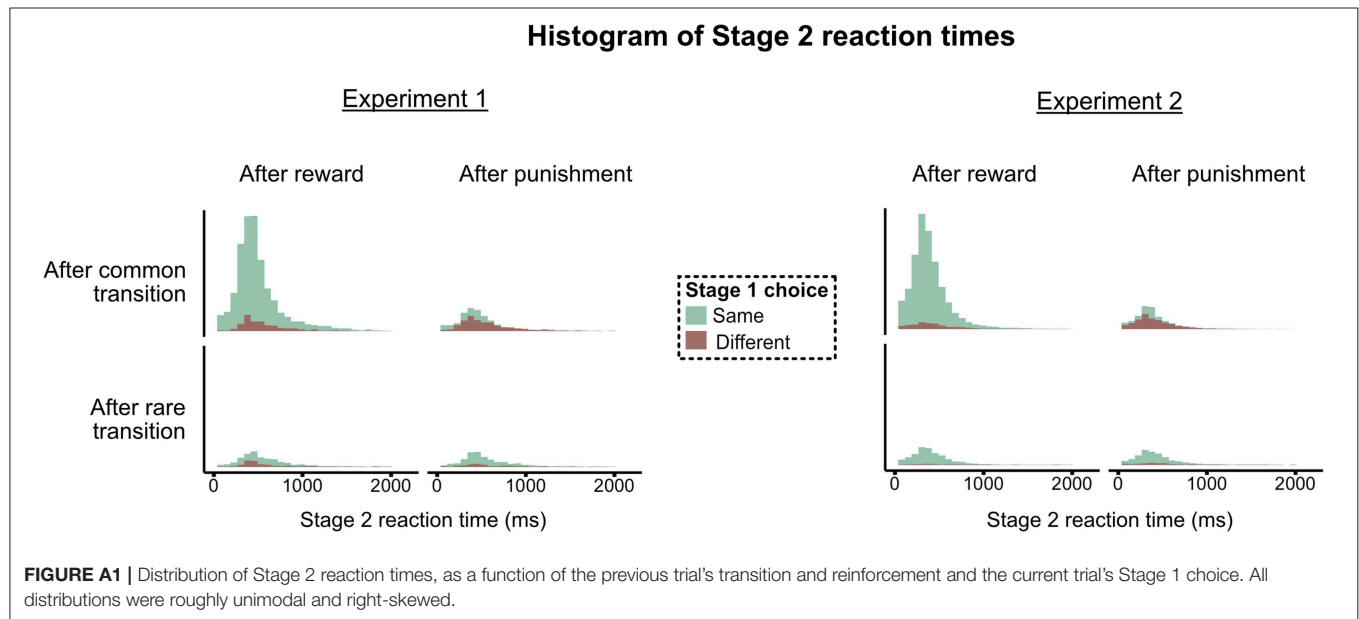 Histogram of Stage 2 reaction times
Experiment 1
Experiment 2
After reward
After punishment
After reward
After punishment
After common
transition
Stage 1 choice
Same
Different
After rare
transition
0 1000 2000
0 1000 2000
0 1000 2000
0 1000 2000
Stage 2 reaction time (ms)
Stage 2 reaction time (ms)
FIGURE A1 | Distribution of Stage 2 reaction times, as a function of the previous trial's transition and reinforcement and the current trial's Stage 1 choice. All
distributions were roughly unimodal and right-skewed.